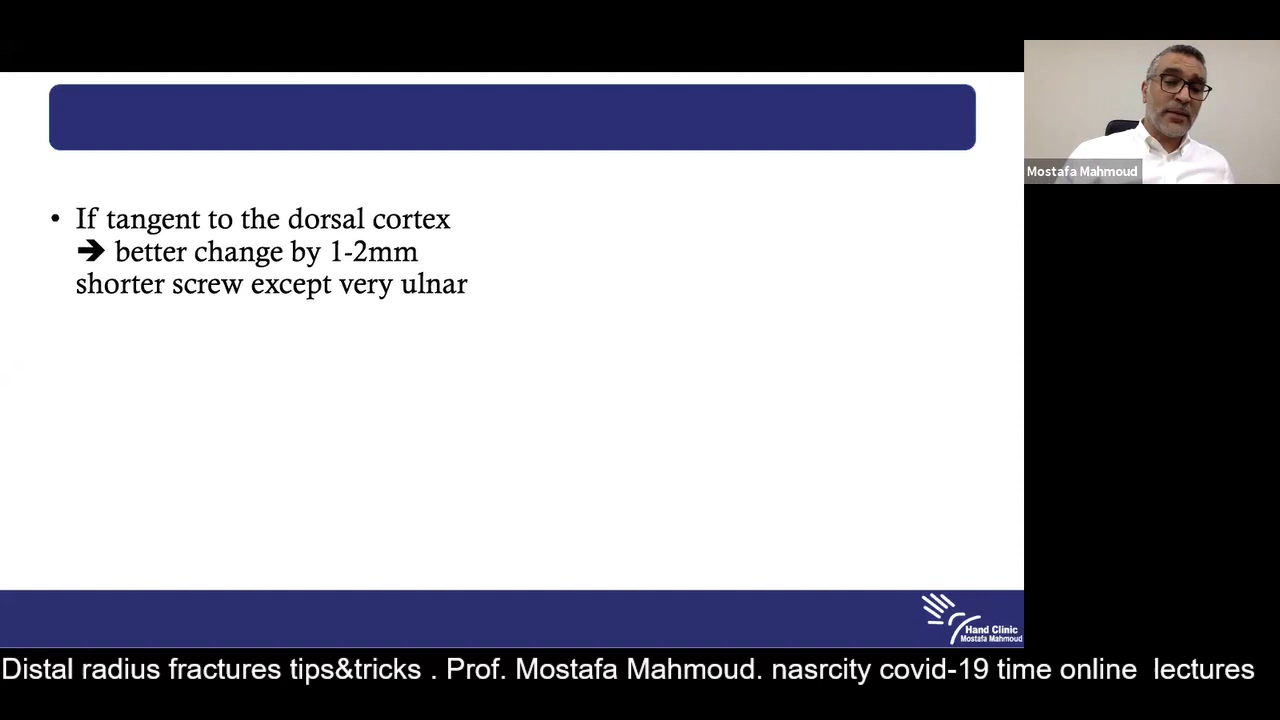 Mostafa Mahmoud
• If tangent to the dorsal cortex
➔ better change by 1-2mm
shorter screw except very ulnar
Hand Clinic
Mostafa Mahmoud
Distal radius fractures tips&tricks . Prof. Mostafa Mahmoud. nasrcity covid-19 time online lectures